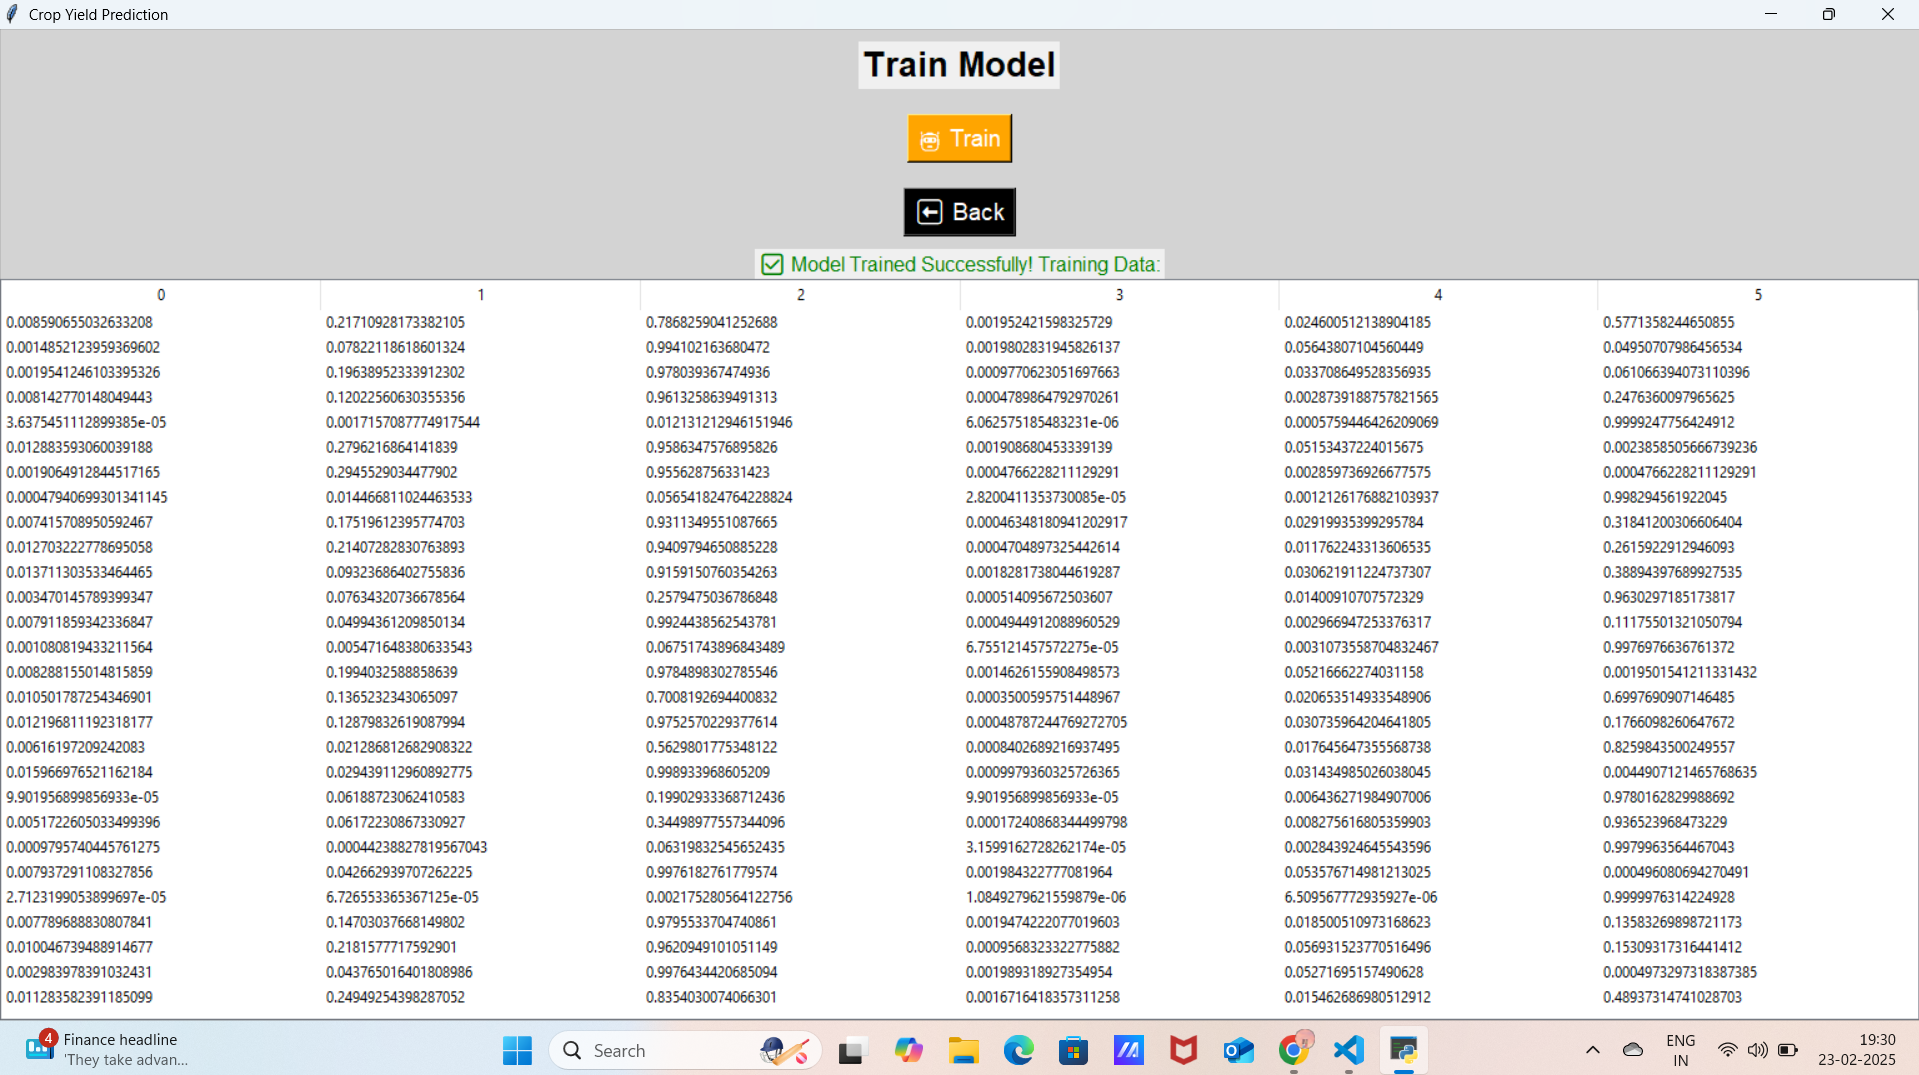 Crop Yield Prediction
Train Model
Train
Back
Model Trained Successfully! Training Data:
0 1 2 3 4 5
0.008590655032633208 0.21710928173382105 0.7868259041252688 0.001952421598325729 0.024600512138904185 0.5771358244650855
0.0014852123959369602 0.07822118618601324 0.994102163680472 0.0019802831945826137 0.05643807104560449 0.04950707986456534
0.0019541246103395326 0.19638952333912302 0.978039367474936 0.0009770623051697663 0.033708649528356935 0.061066394073110396
0.008142770148049443 0.12022560630355356 0.9613258639491313 0.0004789864792970261 0.0028739188757821565 0.2476360097965625
3.6375451112899385e-05 0.0017157087774917544 0.012131212946151946 6.062575185483231e-06 0.00057594464262090​69 0.9999247756424912
0.012883593060039188 0.2796216864141839 0.9586347576895826 0.001908680453339139 0.05153437224015675 0.0023858505666739236
0.0019064912844517165 0.2945529034477902 0.955628756331423 0.0004766228211129291 0.002859736926677575 0.0004766228211129291
0.00047940699301341145 0.014466811024463533 0.056541824764228824 2.8200411353730085e-05 0.0012126176882103937 0.998294561922045
0.007415708950592467 0.17519612395774703 0.9311349551087665 0.00046348180941202917 0.02919935399295784 0.31841200306606404
0.012703222778695058 0.21407282830763893 0.9409794650885228 0.0004704897325442614 0.011762243313606535 0.2615922912946093
0.013711303533464465 0.09323686402755836 0.9159150760354263 0.0018281738044619287 0.030621911224737307 0.38894397689927535
0.003470145789399347 0.07634320736678564 0.2579475036786848 0.000514095672503607 0.01400910707572329 0.9630297185173817
0.007911859342336847 0.04994361209850134 0.9924438562543781 0.0004944912088960529 0.002966947253376317 0.11175501321050794
0.001080819433211564 0.005471648380633543 0.06751743896843489 6.755121457572275e-05 0.0031073558704832467 0.9976976636761372
0.008288155014815859 0.1994032588858639 0.9784898302785546 0.0014626155908498573 0.05216662274031158 0.0019501541211331432
0.010501787254346901 0.1365232343065097 0.7008192694400832 0.0003500595751448967 0.020653514933548906 0.6997690907146485
0.012196811192318177 0.12879832619087994 0.9752570229377614 0.00048787244769272705 0.030735964204641805 0.1766098260647672
0.00616197209242083 0.021286812682908322 0.5629801775348122 0.0008402689216937495 0.017645647355568738 0.8259843500249557
0.015966976521162184 0.029439112960892775 0.998933968605209 0.0009979360325726365 0.031434985026038045 0.0044907121465768635
9.901956899856933e-05 0.06188723062410583 0.19902933368712436 9.901956899856933e-05 0.006436271984907006 0.9780162829988692
0.0051722605033499396 0.06172230867330927 0.34498977557344096 0.00017240868344499798 0.008275616805359903 0.936523968473229
0.0009795740445761275 0.00044238827819567043 0.06319832545652435 3.1599162728262174e-05 0.002843924645543596 0.9979963564467043
0.007937291108327856 0.042662939707262225 0.9976182761779574 0.001984322777081964 0.053576714981213025 0.000496080694270491
2.7123199053899697e-05 6.726553365367125e-05 0.002175280564122756 1.0849279621559879e-06 6.509567772935927e-06 0.9999976314224928
0.007789688830807841 0.14703037668149802 0.9795533704740861 0.0019474222077019603 0.018500510973168623 0.13583269898721173
0.010046739488914677 0.2181577717592901 0.9620949101051149 0.0009568323322775882 0.056931523770516496 0.15309317316441412
0.002983978391032431 0.043765016401808986 0.9976434420685094 0.001989318927354954 0.05271695157490628 0.0004973297318387385
0.011283582391185099 0.24949254398287052 0.8354030074066301 0.0016716418357311258 0.015462686980512912 0.48937314741028703
4 Finance headline
'They take advan...
Search
ENG
IN
19:30
23-02-2025